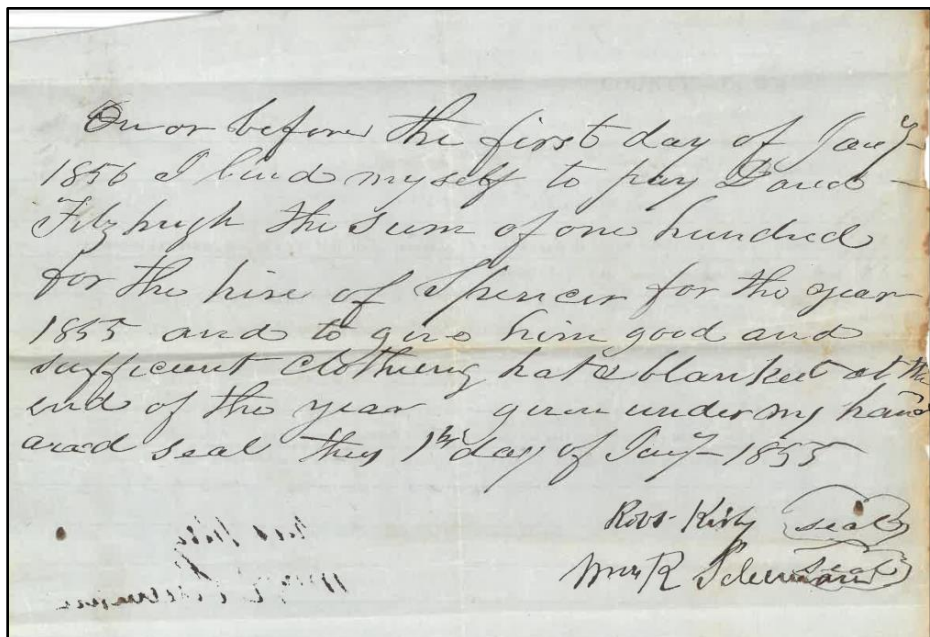 On or before the first day of Jany
1856 I bind myself to pay David
Fitzhugh the sum of one hundred
for the hire of Spencer for the year
1855 and to give him good and
sufficient clothing hat & blanket at the
end of the year given under my hand
and seal this 1st day of Jany 1855
Robt. Kirby seal
Wm R seal